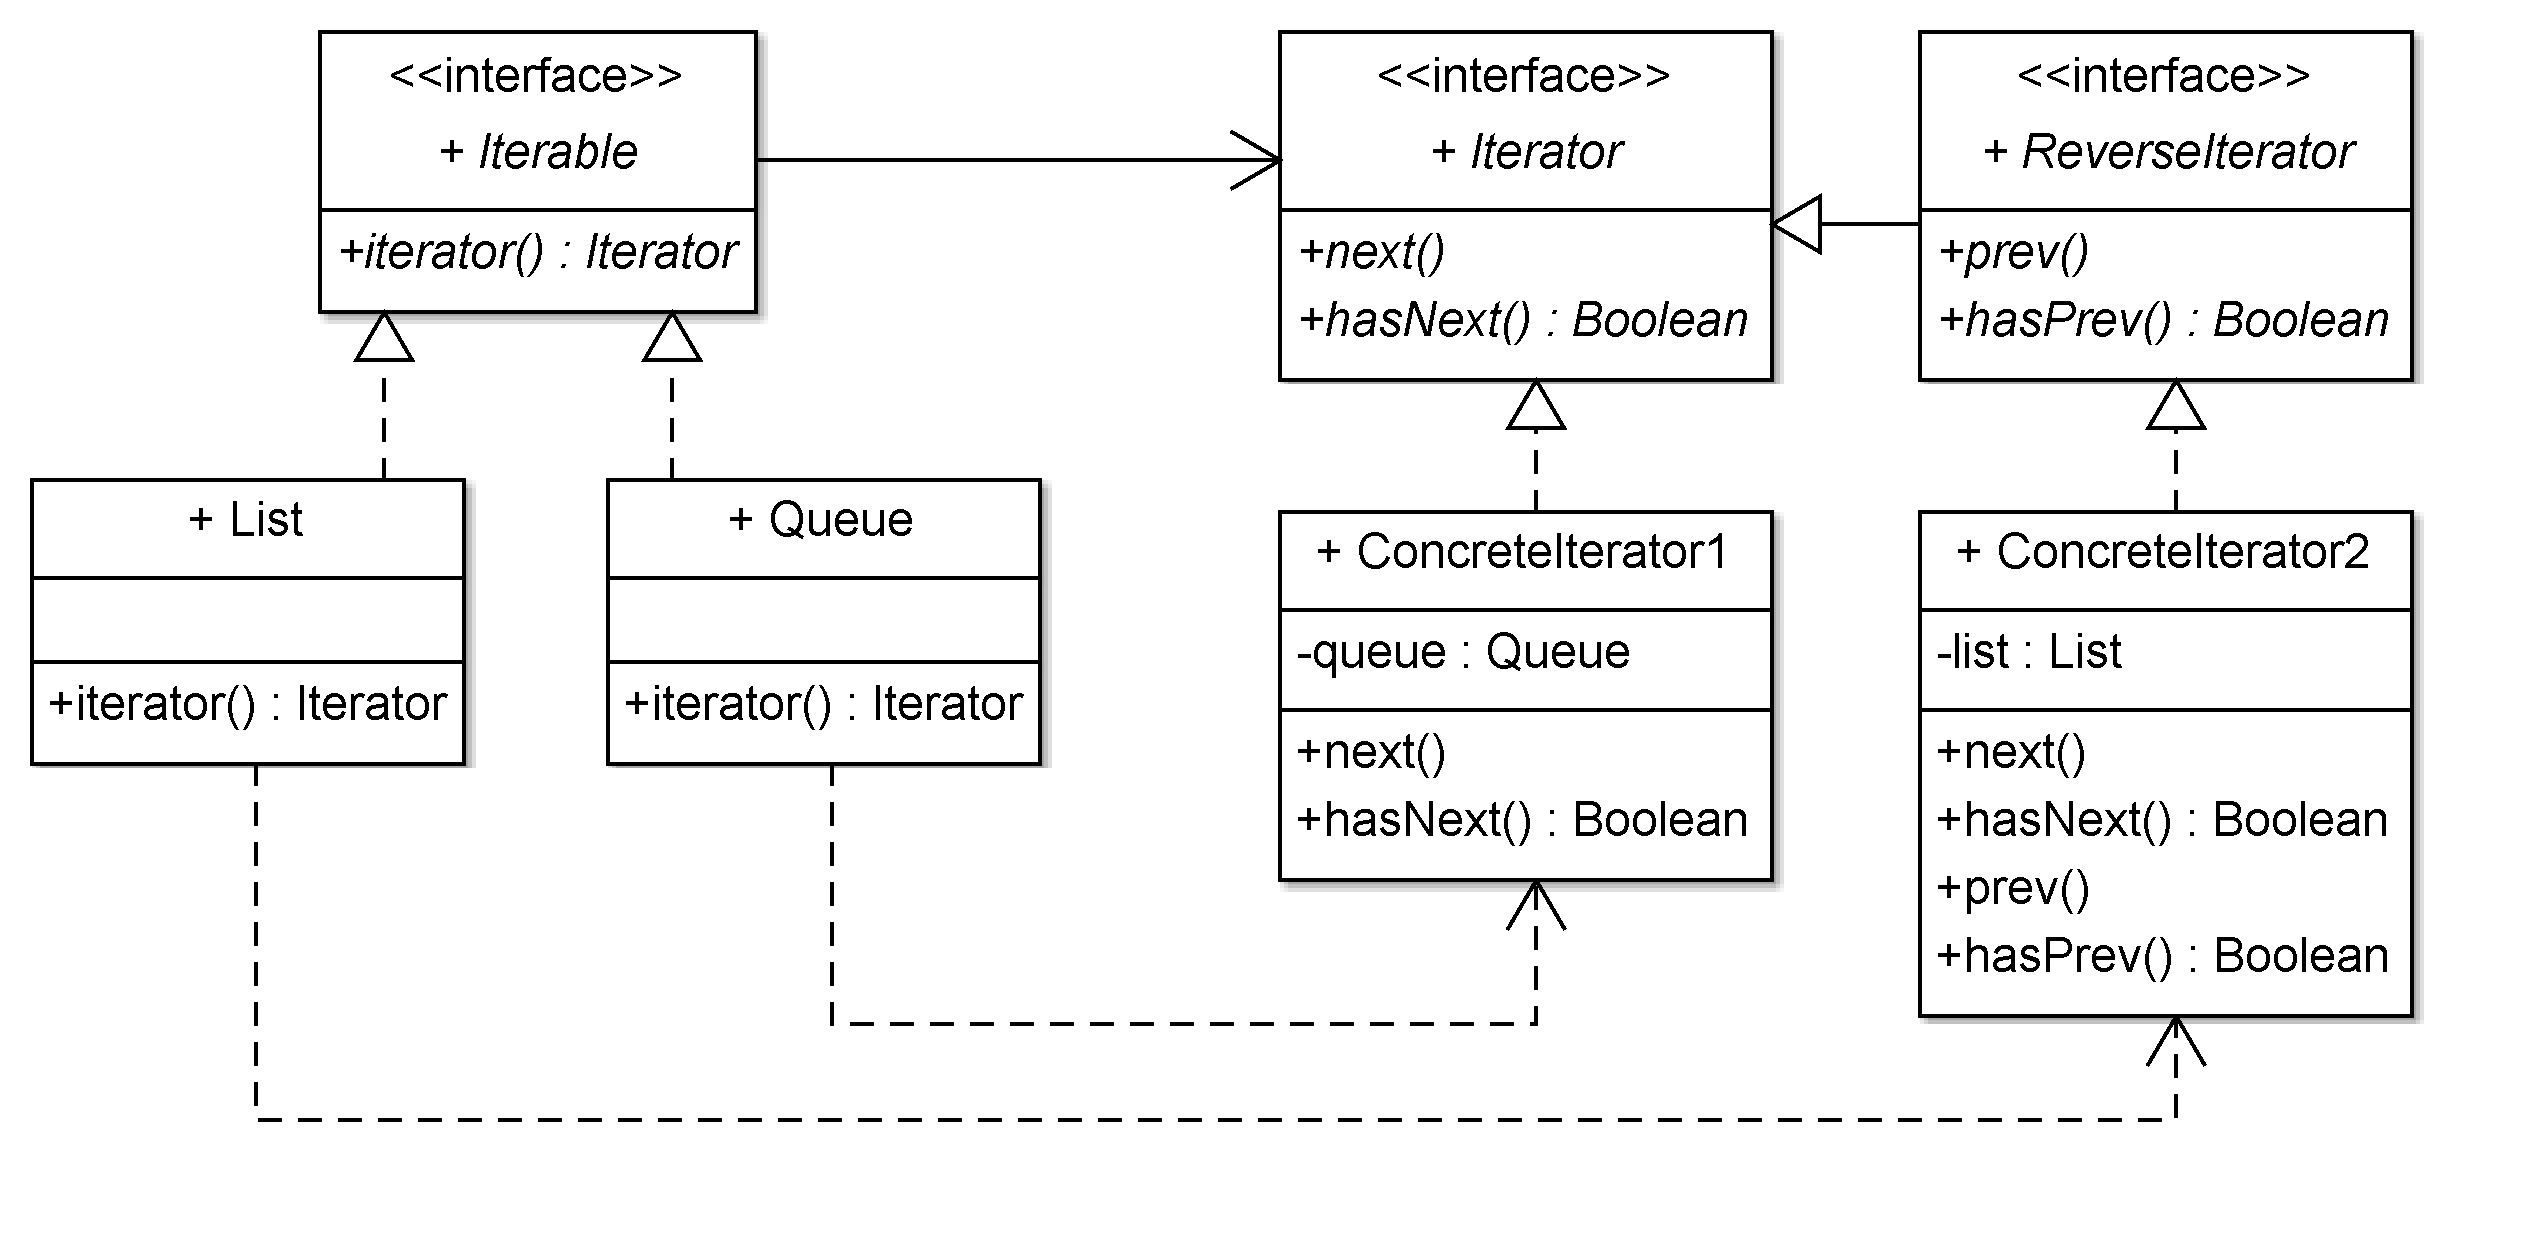 <<interface>>
+ Iterable
+iterator() : Iterator
<<interface>>
+ Iterator
+next()
+hasNext() : Boolean
<<interface>>
+ ReverseIterator
+prev()
+hasPrev() : Boolean
+ List
+iterator() : Iterator
+ Queue
+iterator() : Iterator
+ ConcreteIterator1
-queue : Queue
+next()
+hasNext() : Boolean
+ ConcreteIterator2
-list : List
+next()
+hasNext() : Boolean
+prev()
+hasPrev() : Boolean